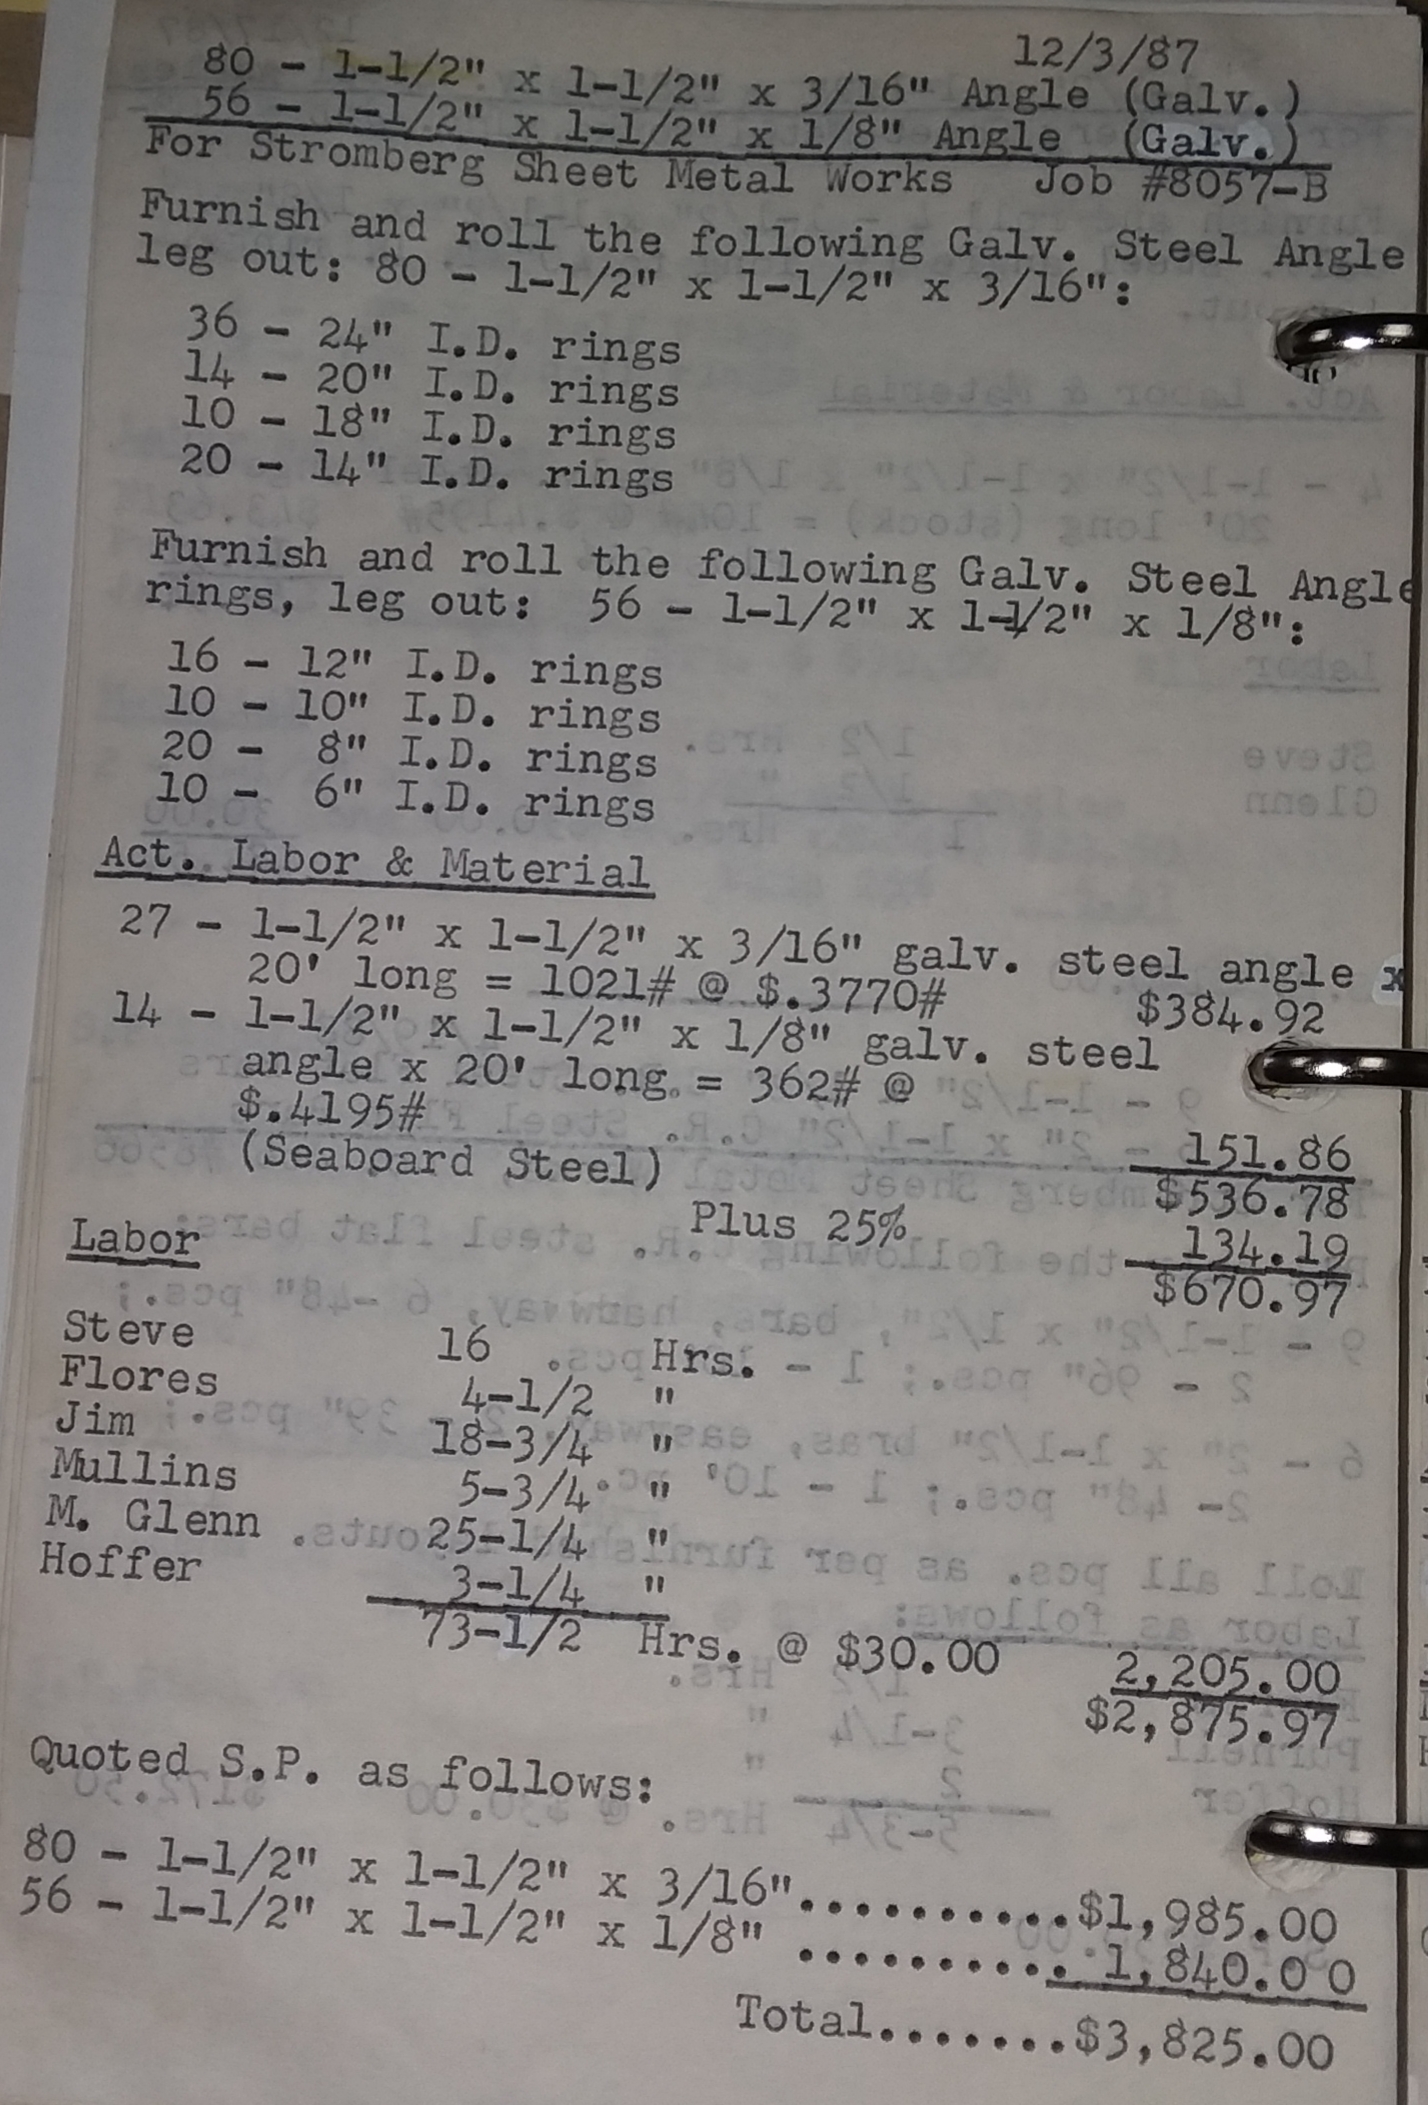 12/3/87
80 - 1-1/2" x 1-1/2" x 3/16" Angle (Galv.)
56 - 1-1/2" x 1-1/2" x 1/8" Angle (Galv.)
For Stromberg Sheet Metal Works Job #8057-B
Furnish and roll the following Galv. Steel Angle
leg out: 80 - 1-1/2" x 1-1/2" x 3/16":
36 - 24" I.D. rings
14 - 20" I.D. rings
10 - 18" I.D. rings
20 - 14" I.D. rings
Furnish and roll the following Galv. Steel Angle
rings, leg out: 56 - 1-1/2" x 1-1/2" x 1/8":
16 - 12" I.D. rings
10 - 10" I.D. rings
20 - 8" I.D. rings
10 - 6" I.D. rings
Act. Labor & Material
27 - 1-1/2" x 1-1/2" x 3/16" galv. steel angle x
20' long = 1021# @ $.3770# $384.92
14 - 1-1/2" x 1-1/2" x 1/8" galv. steel
angle x 20' long = 362# @
$.4195# 151.86
(Seaboard Steel) $536.78
Plus 25% 134.19
$670.97
Labor
Steve 16 Hrs.
Flores 4-1/2 "
Jim 18-3/4 "
Mullins 5-3/4 "
M. Glenn 25-1/4 "
Hoffer 3-1/4 "
73-1/2 Hrs. @ $30.00 2,205.00
$2,875.97
Quoted S.P. as follows:
80 - 1-1/2" x 1-1/2" x 3/16"..........$1,985.00
56 - 1-1/2" x 1-1/2" x 1/8" .......... 1,840.00
Total.......$3,825.00